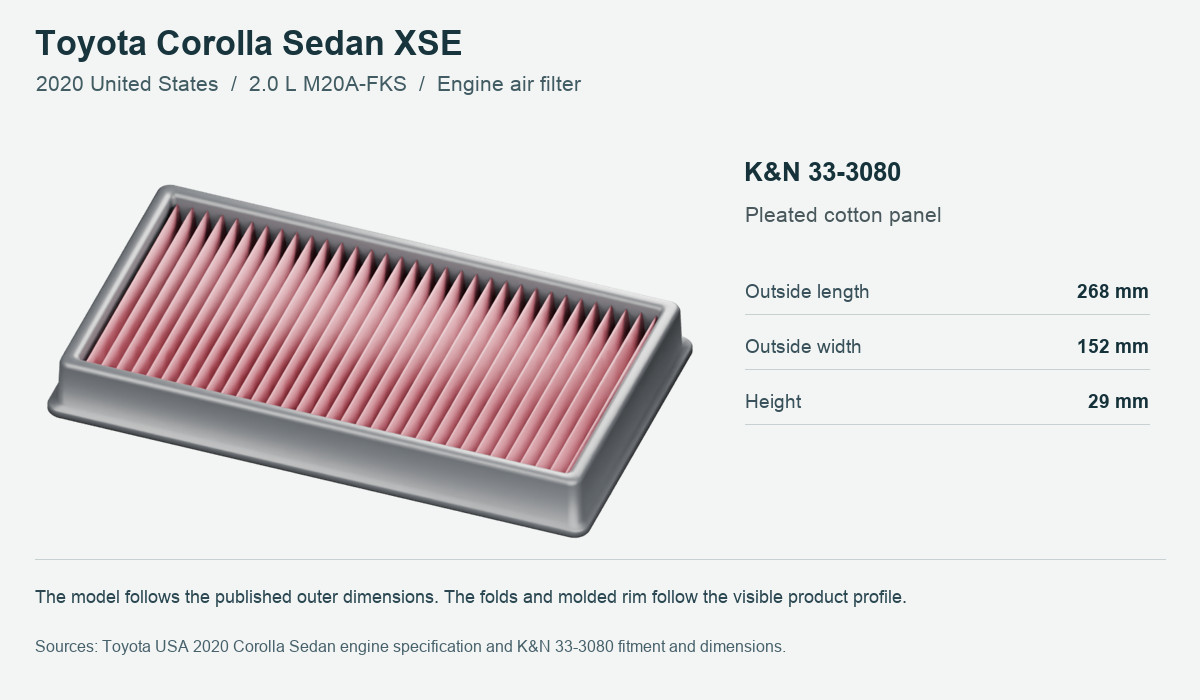 Toyota Corolla Sedan XSE
2020 United States / 2.0 L M20A-FKS / Engine air filter
K&N 33-3080
Pleated cotton panel
Outside length 268 mm
Outside width 152 mm
Height 29 mm
The model follows the published outer dimensions. The folds and molded rim follow the visible product profile.
Sources: Toyota USA 2020 Corolla Sedan engine specification and K&N 33-3080 fitment and dimensions.